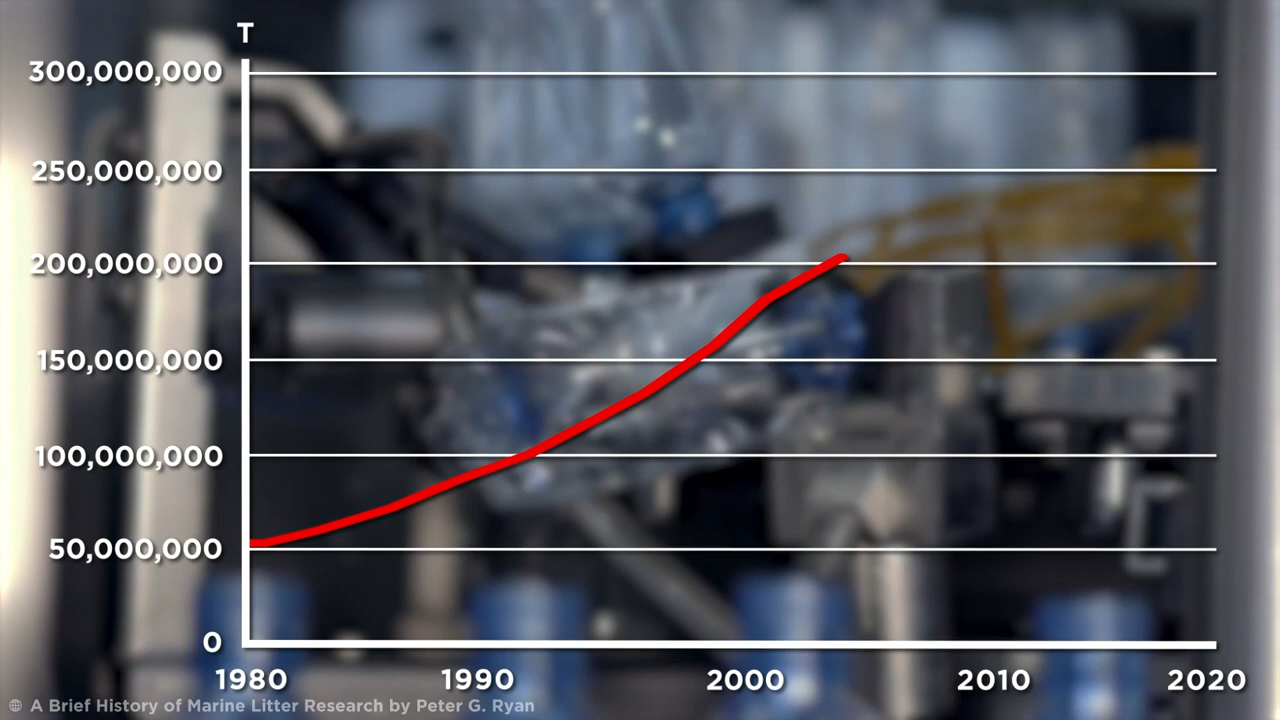 T
300,000,000
250,000,000
200,000,000
150,000,000
100,000,000
50,000,000
0
1980 1990 2000 2010 2020
A Brief History of Marine Litter Research by Peter G. Ryan